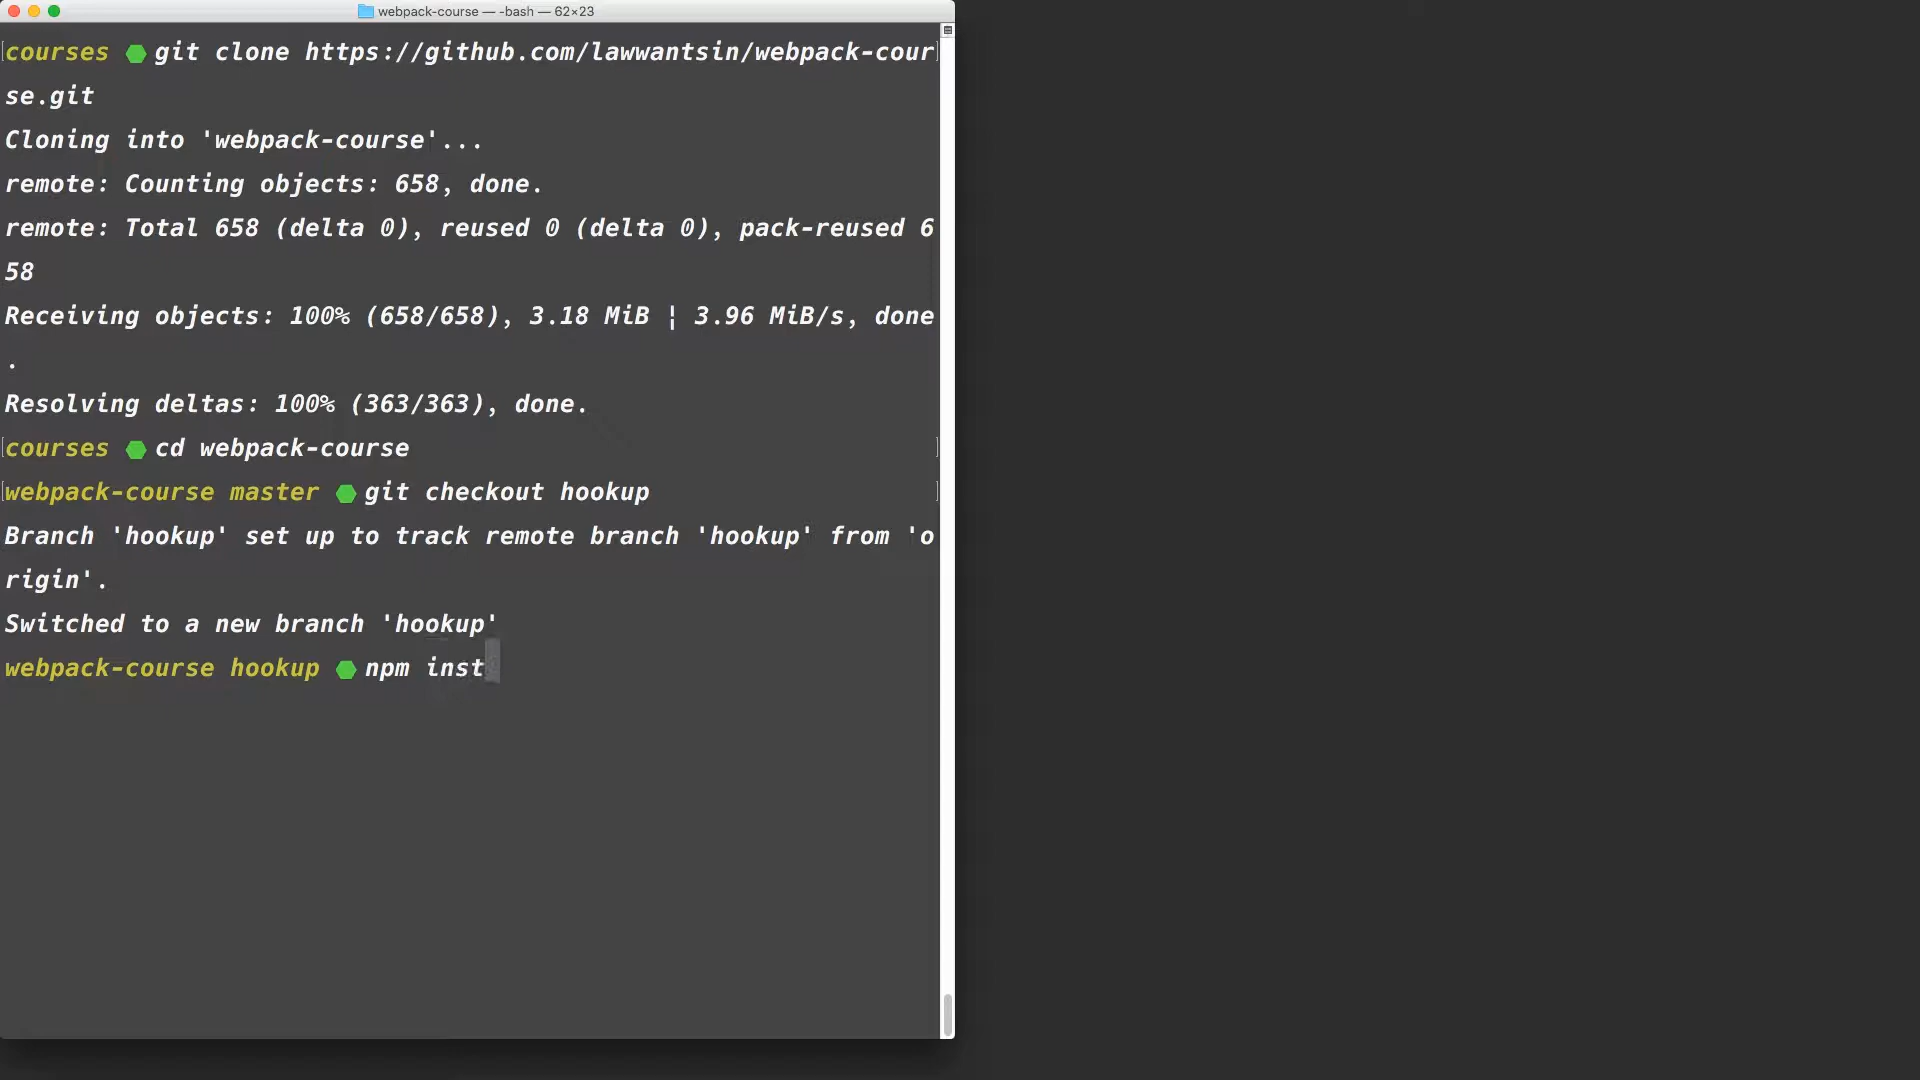 webpack-course — -bash — 62×23
courses git clone https://github.com/lawwantsin/webpack-cour
se.git
Cloning into 'webpack-course'...
remote: Counting objects: 658, done.
remote: Total 658 (delta 0), reused 0 (delta 0), pack-reused 6
58
Receiving objects: 100% (658/658), 3.18 MiB | 3.96 MiB/s, done
.
Resolving deltas: 100% (363/363), done.
courses cd webpack-course
webpack-course master git checkout hookup
Branch 'hookup' set up to track remote branch 'hookup' from 'o
rigin'.
Switched to a new branch 'hookup'
webpack-course hookup npm inst